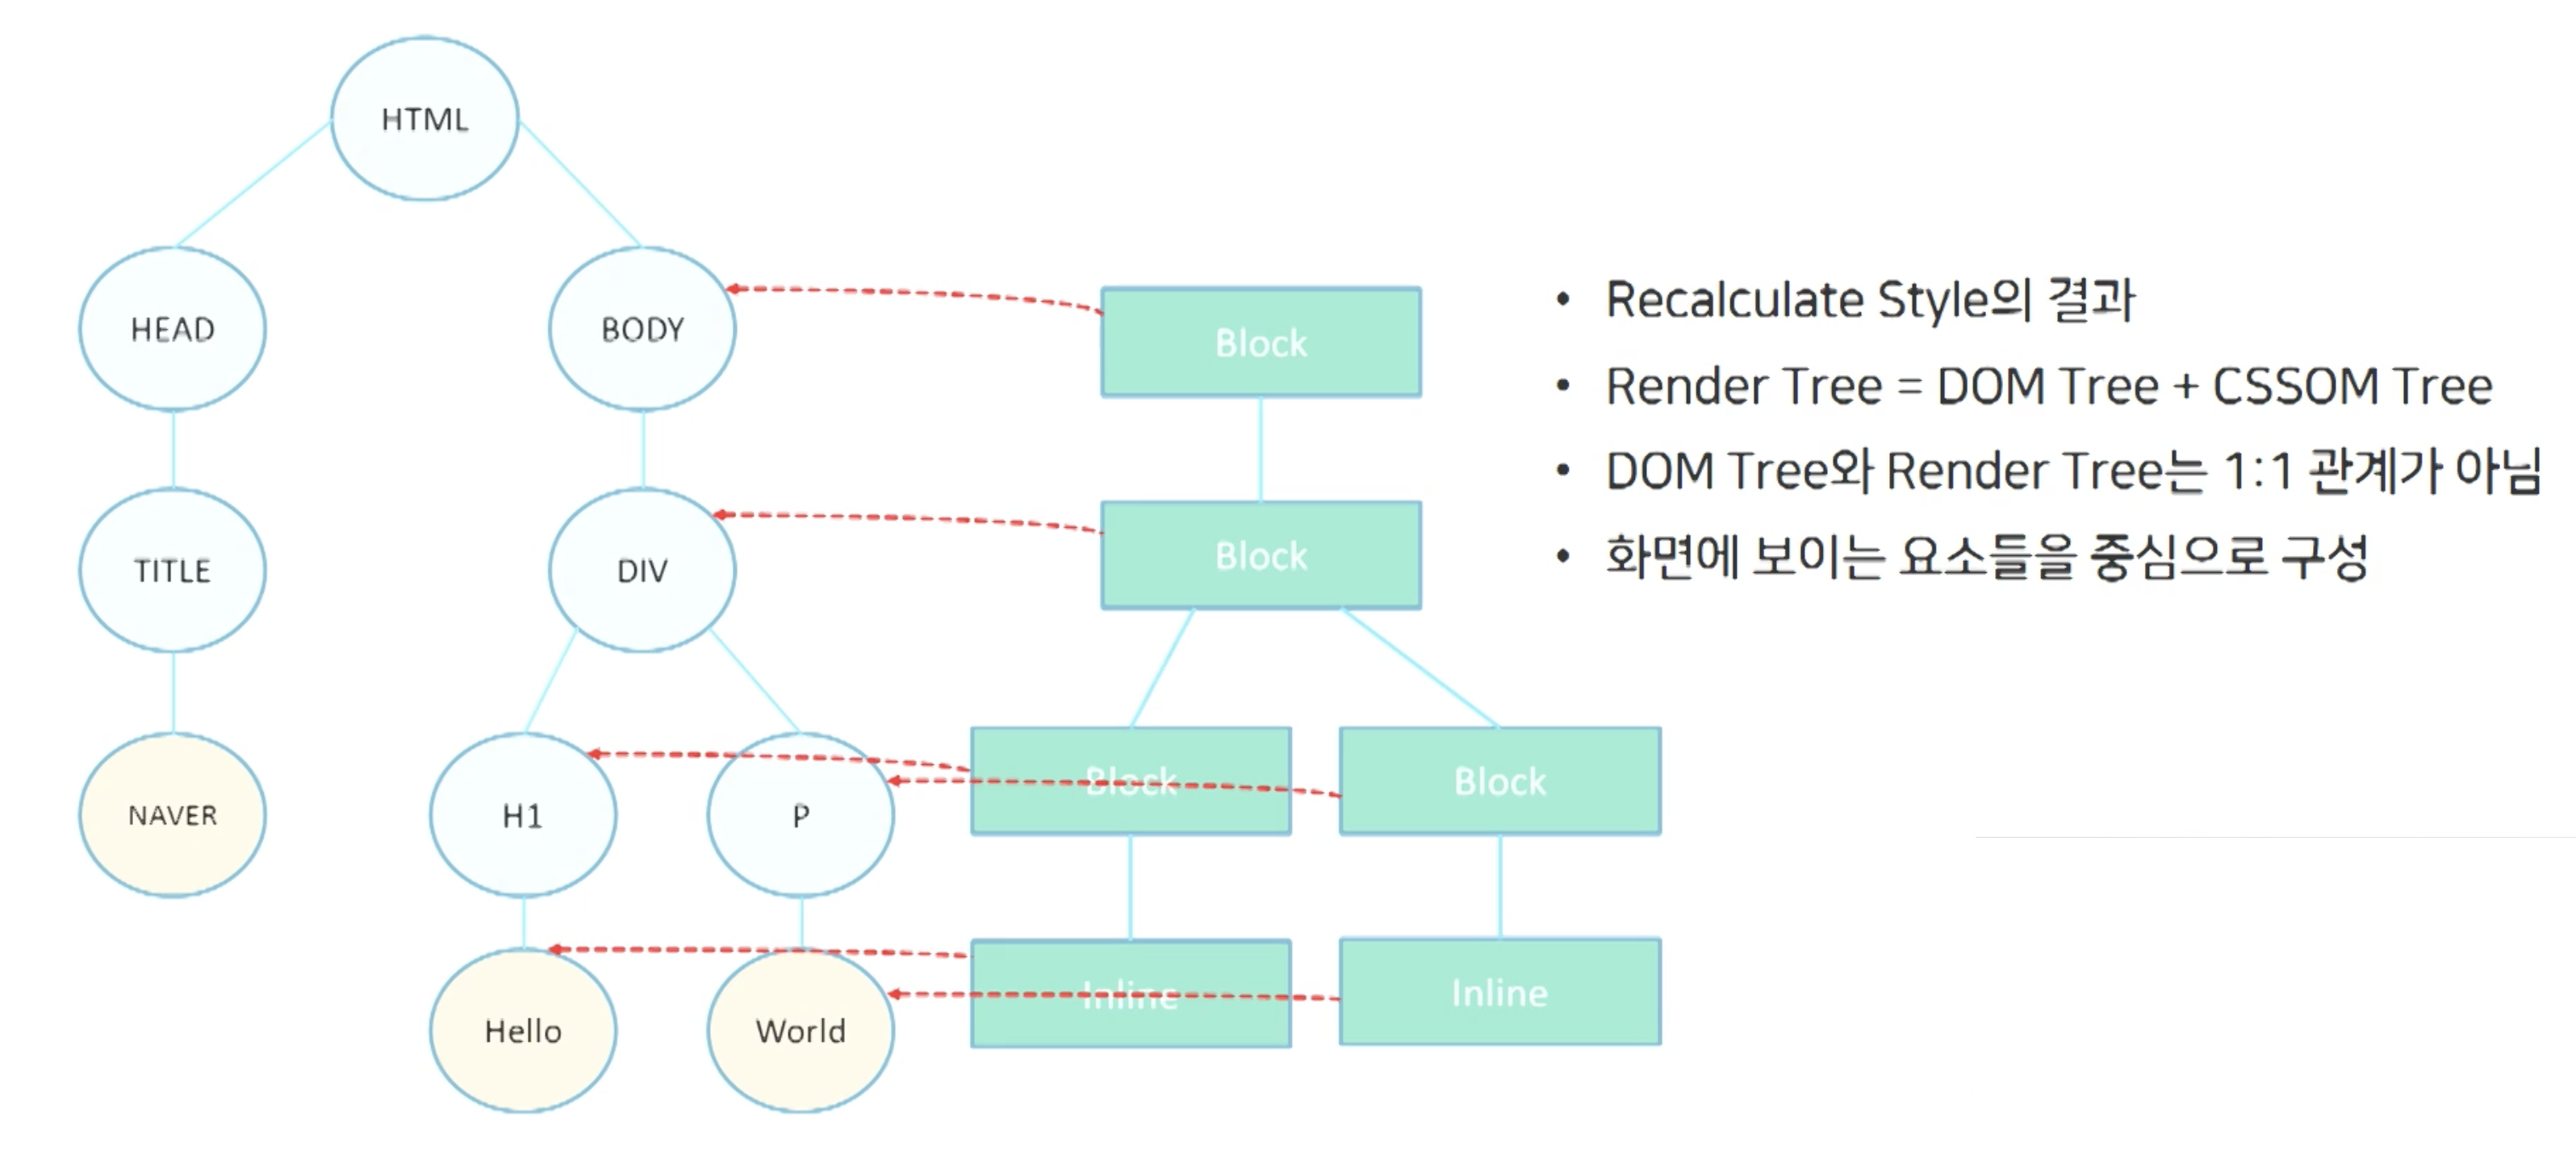 HTML
HEAD
BODY
Block
TITLE
DIV
Block
NAVER
H1
P
Block
Block
Hello
World
Inline
Inline
• Recalculate Style의 결과
• Render Tree = DOM Tree + CSSOM Tree
• DOM Tree와 Render Tree는 1:1 관계가 아님
• 화면에 보이는 요소들을 중심으로 구성